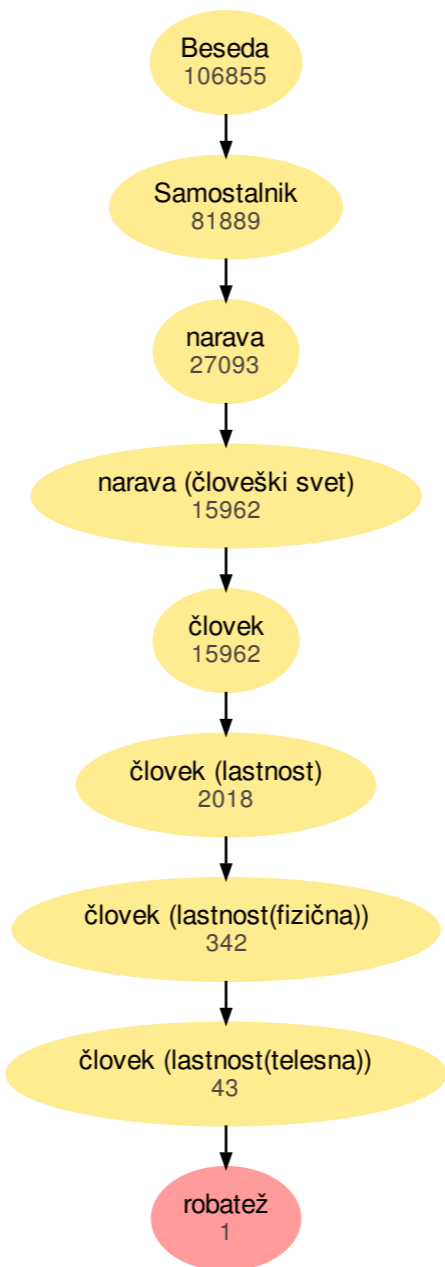 Beseda
106855
Samostalnik
81889
narava
27093
narava (človeški svet)
15962
človek
15962
človek (lastnost)
2018
človek (lastnost(fizična))
342
človek (lastnost(telesna))
43
robatež
1